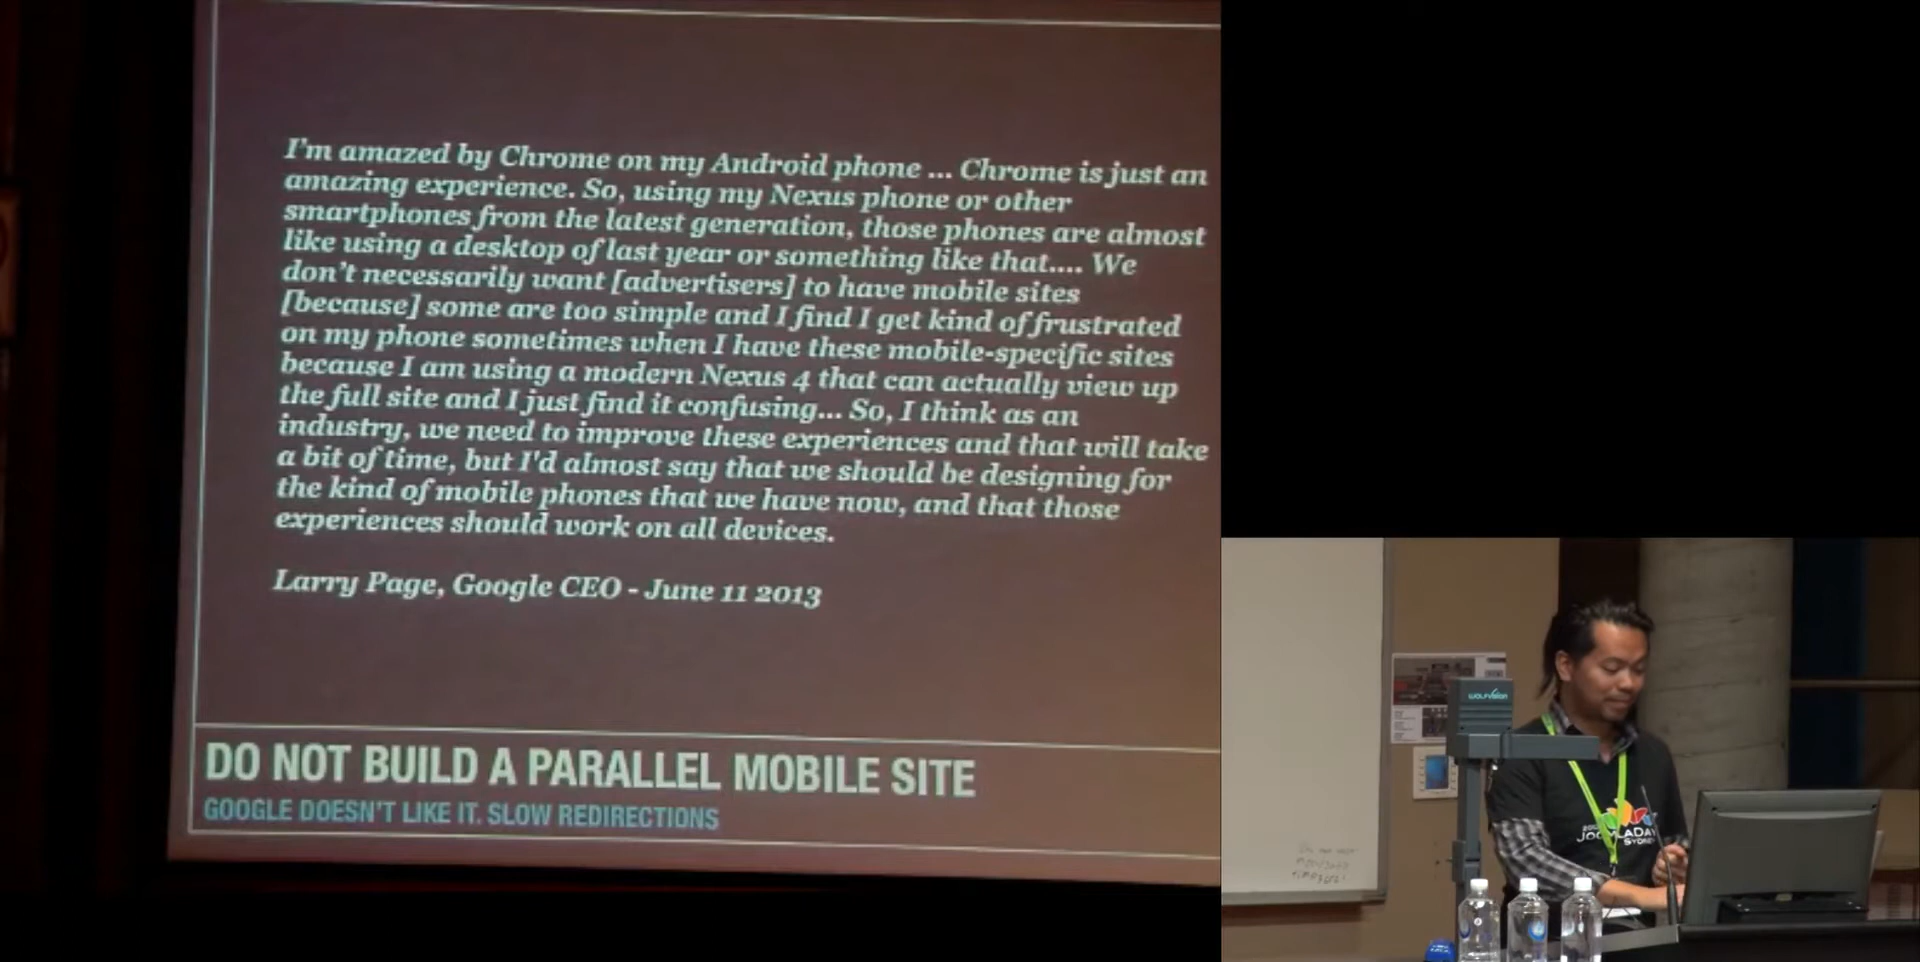 I'm amazed by Chrome on my Android phone ... Chrome is just an
amazing experience. So, using my Nexus phone or other
smartphones from the latest generation, those phones are almost
like using a desktop of last year or something like that.... We
don't necessarily want [advertisers] to have mobile sites
[because] some are too simple and I find I get kind of frustrated
on my phone sometimes when I have these mobile-specific sites
because I am using a modern Nexus 4 that can actually view up
the full site and I just find it confusing... So, I think as an
industry, we need to improve these experiences and that will take
a bit of time, but I'd almost say that we should be designing for
the kind of mobile phones that we have now, and that those
experiences should work on all devices.
Larry Page, Google CEO - June 11 2013
DO NOT BUILD A PARALLEL MOBILE SITE
GOOGLE DOESN'T LIKE IT. SLOW REDIRECTIONS
WOLFVISION
JOOMLADAY
SYDNEY